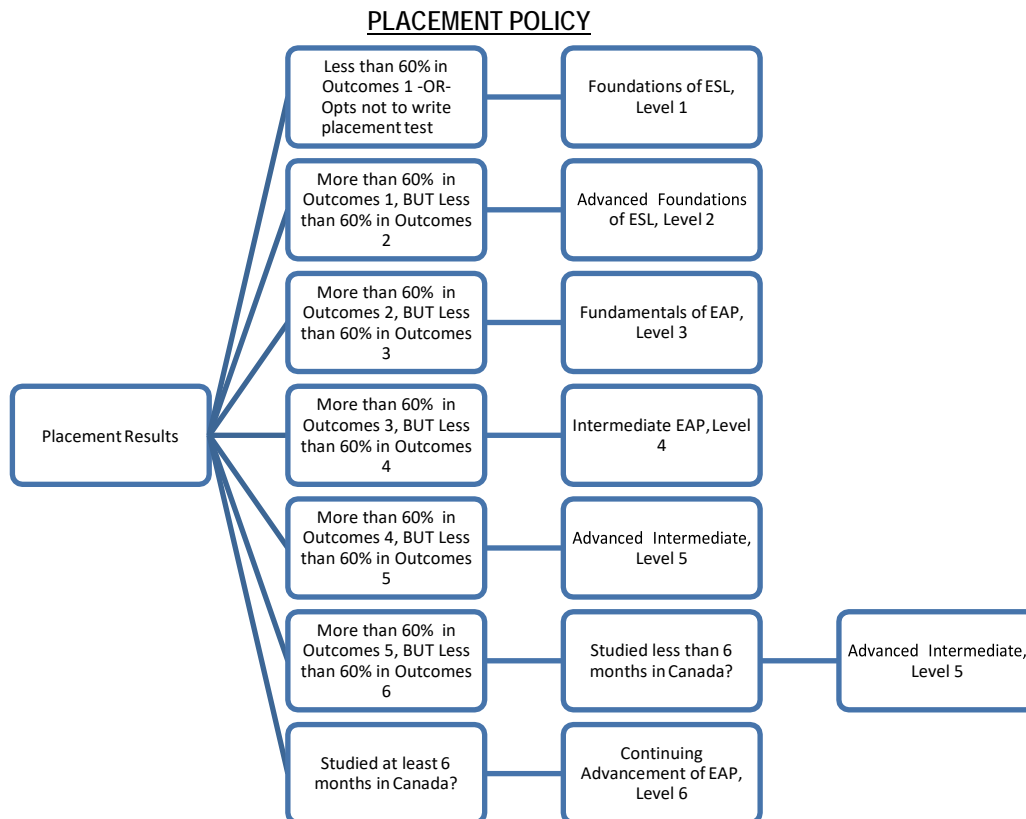 PLACEMENT POLICY
Less than 60% in
Outcomes 1 -OR-
Opts not to write
placement test
Foundations of ESL,
Level 1
More than 60% in
Outcomes 1, BUT Less
than 60% in Outcomes
2
Advanced Foundations
of ESL, Level 2
More than 60% in
Outcomes 2, BUT Less
than 60% in Outcomes
3
Fundamentals of EAP,
Level 3
Placement Results
More than 60% in
Outcomes 3, BUT Less
than 60% in Outcomes
4
Intermediate EAP, Level
4
More than 60% in
Outcomes 4, BUT Less
than 60% in Outcomes
5
Advanced Intermediate,
Level 5
More than 60% in
Outcomes 5, BUT Less
than 60% in Outcomes
6
Studied less than 6
months in Canada?
Advanced Intermediate,
Level 5
Studied at least 6
months in Canada?
Continuing
Advancement of EAP,
Level 6